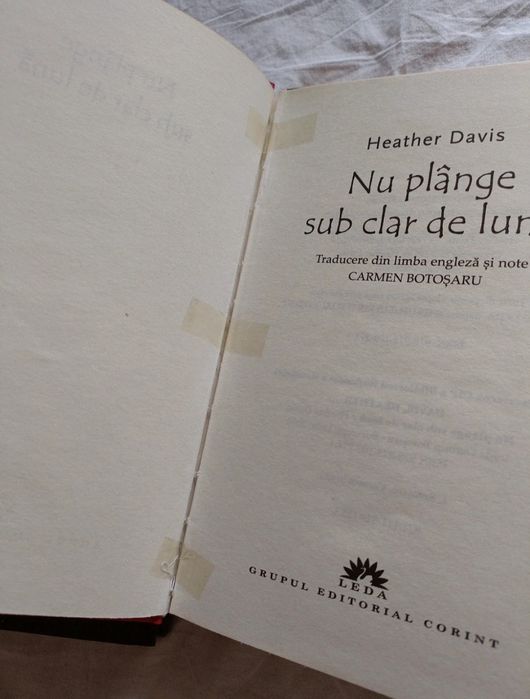 Heather Davis
Nu plânge
sub clar de lun
Traducere din limba engleză și note
CARMEN BOTOȘARU
LEDA
GRUPUL EDITORIAL CORINT